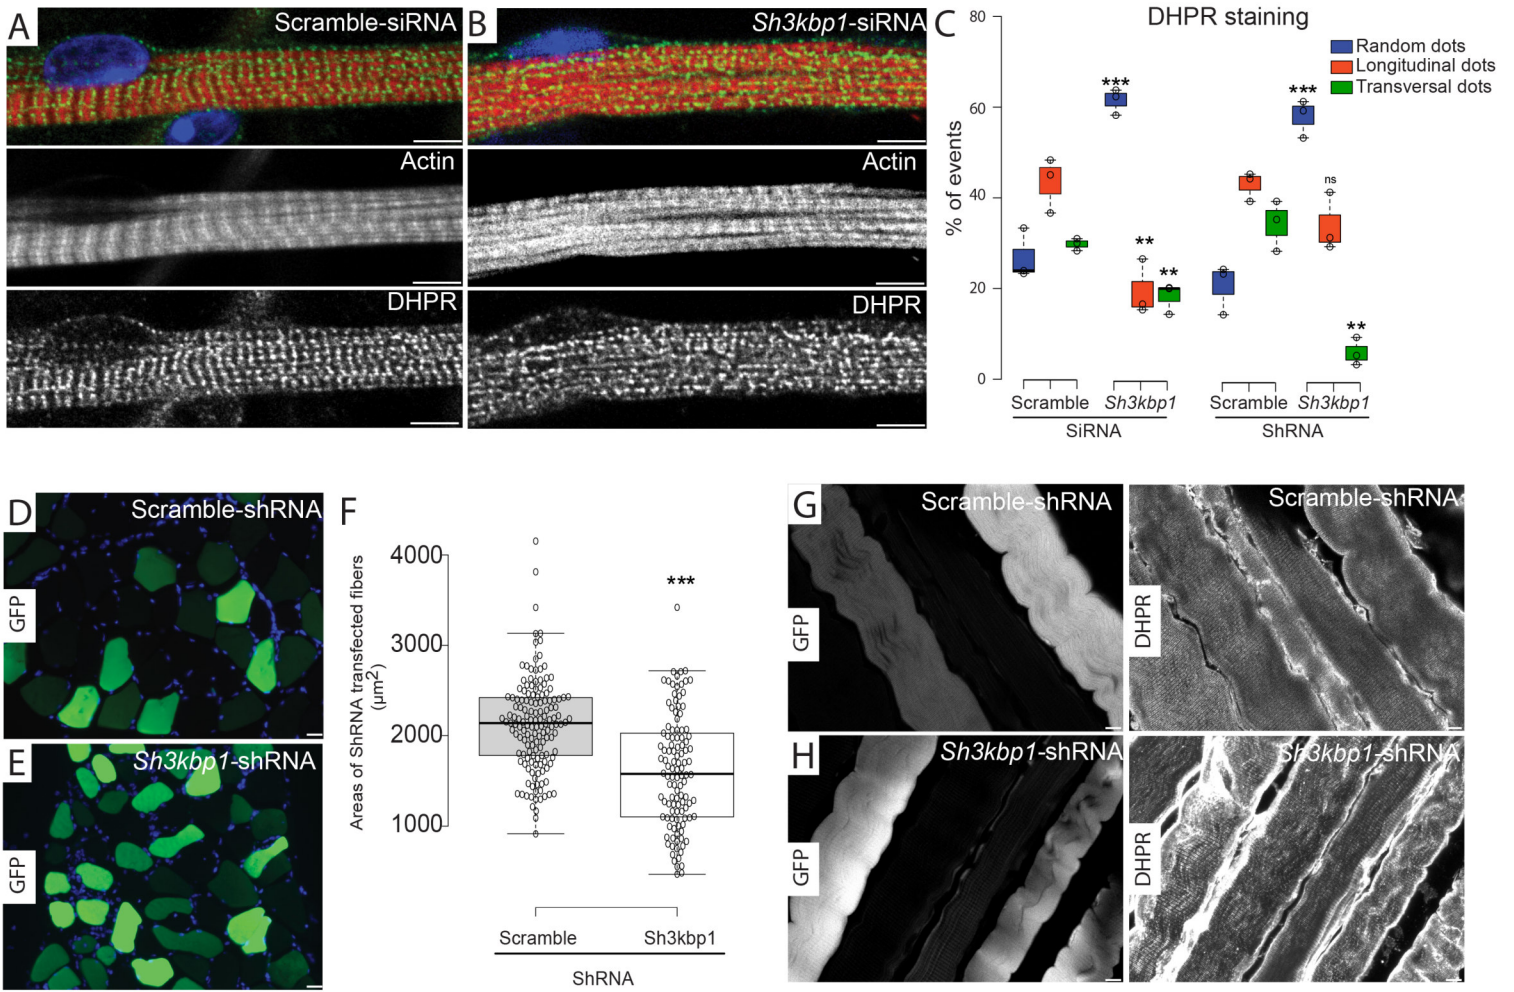 A
Scramble-siRNA
Actin
DHPR
B
Sh3kbp1-siRNA
Actin
DHPR
C
DHPR staining
Random dots
Longitudinal dots
Transversal dots
% of events
80
60
40
20
0
***
**
**
***
ns
**
Scramble Sh3kbp1 Scramble Sh3kbp1
SiRNA ShRNA
D
Scramble-shRNA
GFP
E
Sh3kbp1-shRNA
GFP
F
Areas of ShRNA transfected fibers
(µm²)
4000
3000
2000
1000
***
Scramble Sh3kbp1
ShRNA
G
Scramble-shRNA
GFP
Scramble-shRNA
DHPR
H
Sh3kbp1-shRNA
GFP
Sh3kbp1-shRNA
DHPR